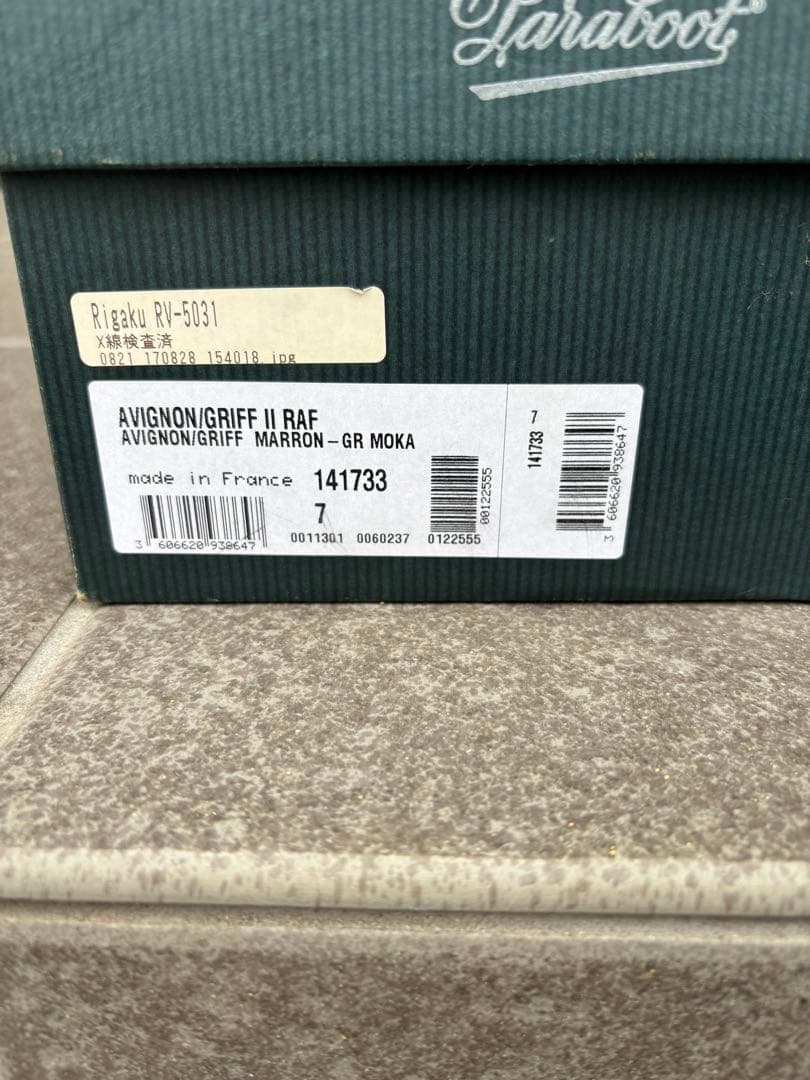 Paraboot
Rigaku RV-5031
X線検査済
0821 170828 154018.jpg
AVIGNON/GRIFF II RAF
AVIGNON/GRIFF MARRON-GR MOKA
made in France 141733
7
3 606620 938647
0011301 0060237 0122555
00122555
7
141733
3 606620 938647